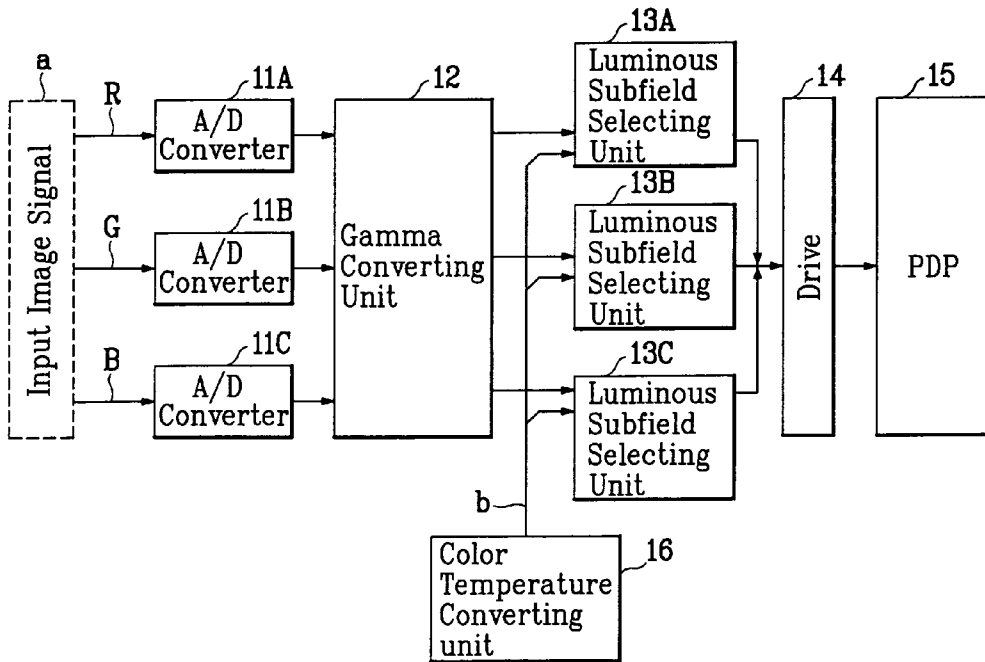 a
Input Image Signal
R
11A
A/D
Converter
G
11B
A/D
Converter
B
11C
A/D
Converter
12
Gamma
Converting
Unit
13A
Luminous
Subfield
Selecting
Unit
13B
Luminous
Subfield
Selecting
Unit
13C
Luminous
Subfield
Selecting
Unit
14
Drive
15
PDP
b
16
Color
Temperature
Converting
unit